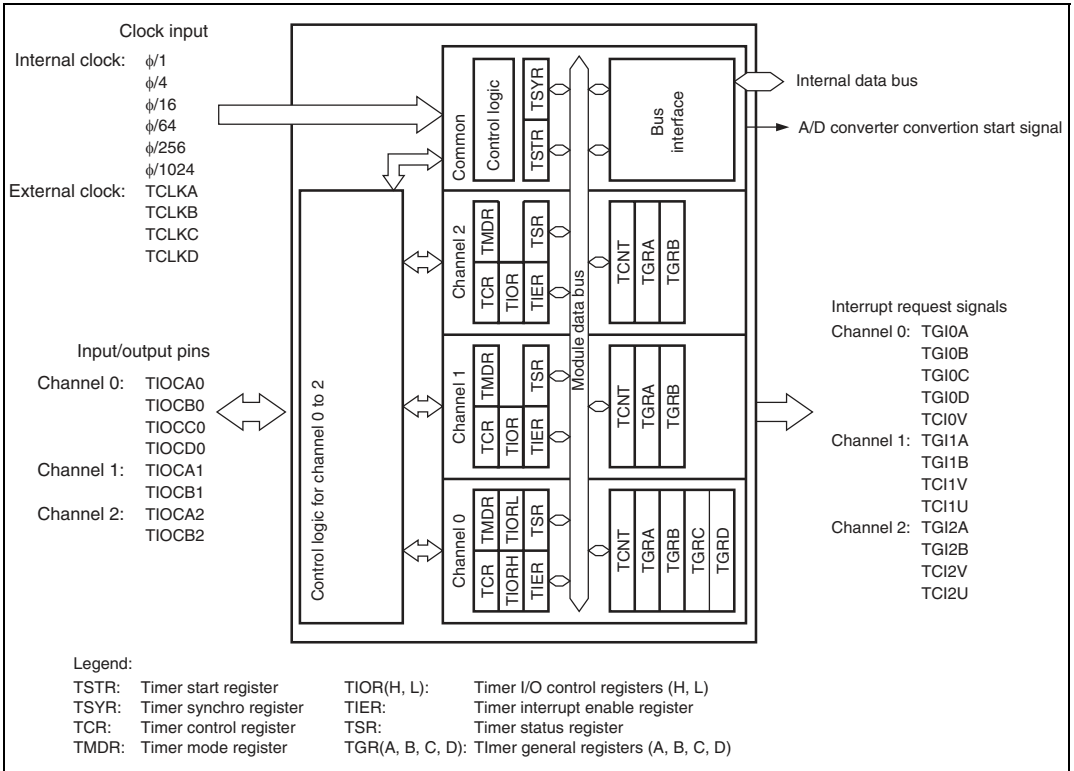 Clock input
Internal clock: ϕ/1
ϕ/4
ϕ/16
ϕ/64
ϕ/256
ϕ/1024
External clock: TCLKA
TCLKB
TCLKC
TCLKD
Input/output pins
Channel 0: TIOCA0
TIOCB0
TIOCC0
TIOCD0
Channel 1: TIOCA1
TIOCB1
Channel 2: TIOCA2
TIOCB2
Control logic for channel 0 to 2
Common
Control logic
TSYR
TSTR
Bus
interface
Module data bus
Channel 2
TMDR
TSR
TCR
TIOR
TIER
TCNT
TGRA
TGRB
Channel 1
TMDR
TSR
TCR
TIOR
TIER
TCNT
TGRA
TGRB
Channel 0
TMDR
TIORL
TSR
TCR
TIORH
TIER
TCNT
TGRA
TGRB
TGRC
TGRD
Internal data bus
A/D converter convertion start signal
Interrupt request signals
Channel 0: TGI0A
TGI0B
TGI0C
TGI0D
TCI0V
Channel 1: TGI1A
TGI1B
TCI1V
TCI1U
Channel 2: TGI2A
TGI2B
TCI2V
TCI2U
Legend:
TSTR: Timer start register
TSYR: Timer synchro register
TCR: Timer control register
TMDR: Timer mode register
TIOR(H, L): Timer I/O control registers (H, L)
TIER: Timer interrupt enable register
TSR: Timer status register
TGR(A, B, C, D): TImer general registers (A, B, C, D)